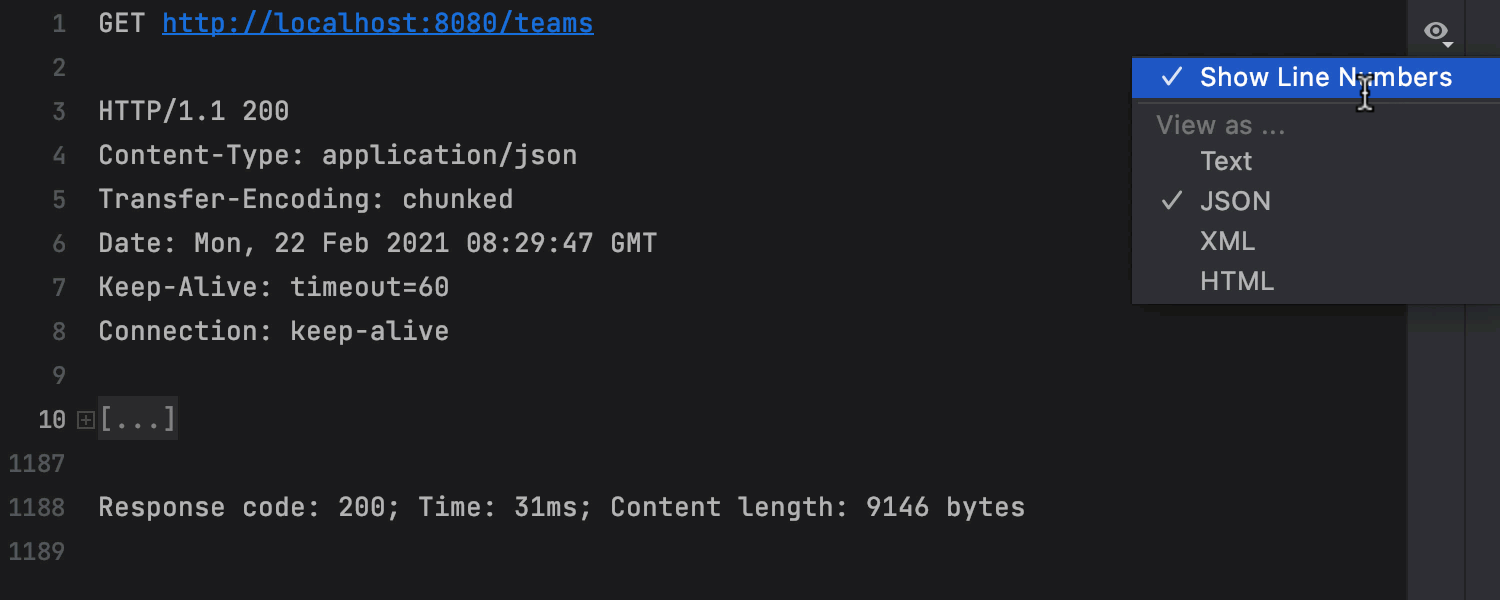 1 GET http://localhost:8080/teams
2
3 HTTP/1.1 200
4 Content-Type: application/json
5 Transfer-Encoding: chunked
6 Date: Mon, 22 Feb 2021 08:29:47 GMT
7 Keep-Alive: timeout=60
8 Connection: keep-alive
9
10 [...]
1187
1188 Response code: 200; Time: 31ms; Content length: 9146 bytes
1189
Show Line Numbers
View as ...
Text
JSON
XML
HTML